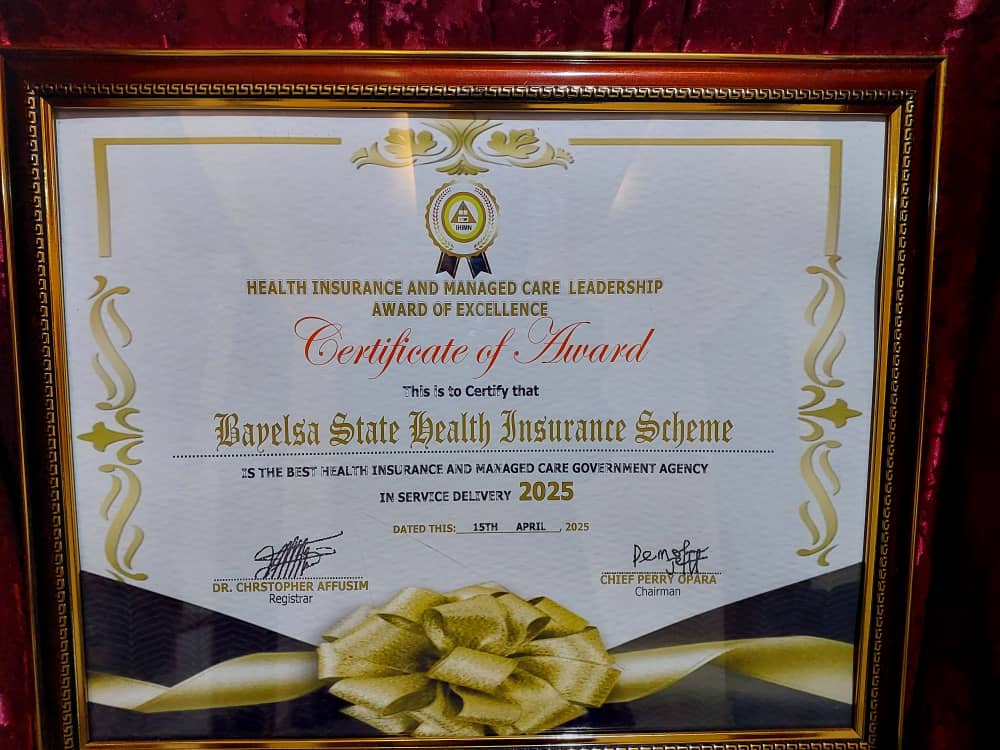 IHIMN
HEALTH INSURANCE AND MANAGED CARE LEADERSHIP
AWARD OF EXCELLENCE
Certificate of Award
This is to Certify that
Bayelsa State Health Insurance Scheme
IS THE BEST HEALTH INSURANCE AND MANAGED CARE GOVERNMENT AGENCY
IN SERVICE DELIVERY 2025
DATED THIS: 15TH APRIL, 2025
DR. CHRSTOPHER AFFUSIM
Registrar
CHIEF PERRY OPARA
Chairman